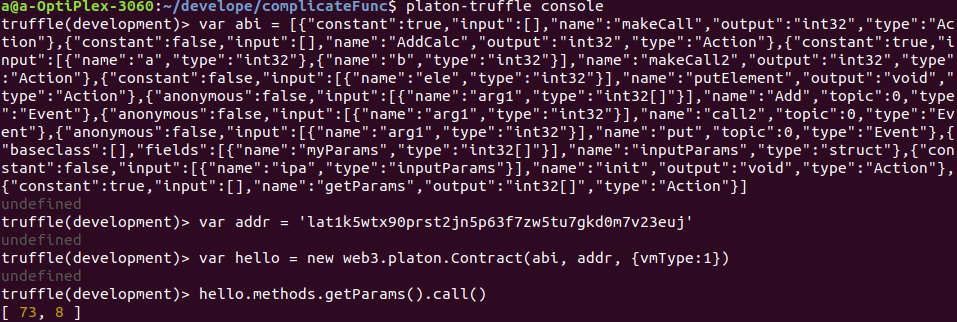 a@a-OptiPlex-3060:~/develope/complicateFunc$ platon-truffle console
truffle(development)> var abi = [{"constant":true,"input":[],"name":"makeCall","output":"int32","type":"Ac
tion"},{"constant":false,"input":[],"name":"AddCalc","output":"int32","type":"Action"},{"constant":true,"i
nput":[{"name":"a","type":"int32"},{"name":"b","type":"int32"}],"name":"makeCall2","output":"int32","type"
:"Action"},{"constant":false,"input":[{"name":"ele","type":"int32"}],"name":"putElement","output":"void",
"type":"Action"},{"anonymous":false,"input":[{"name":"arg1","type":"int32[]"}],"name":"Add","topic":0,"type
":"Event"},{"anonymous":false,"input":[{"name":"arg1","type":"int32"}],"name":"call2","topic":0,"type":"Ev
ent"},{"anonymous":false,"input":[{"name":"arg1","type":"int32"}],"name":"put","topic":0,"type":"Event"},{
"baseclass":[],"fields":[{"name":"myParams","type":"int32[]"}],"name":"inputParams","type":"struct"},{"con
stant":false,"input":[{"name":"ipa","type":"inputParams"}],"name":"init","output":"void","type":"Action"},
{"constant":true,"input":[],"name":"getParams","output":"int32[]","type":"Action"}]
undefined
truffle(development)> var addr = 'lat1k5wtx90prst2jn5p63f7zw5tu7gkd0m7v23euj'
undefined
truffle(development)> var hello = new web3.platon.Contract(abi, addr, {vmType:1})
undefined
truffle(development)> hello.methods.getParams().call()
[ 73, 8 ]